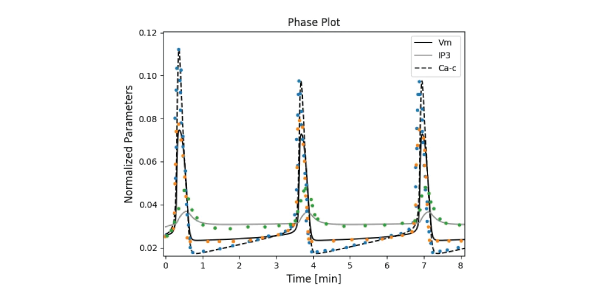 Phase Plot
Normalized Parameters
0.12
0.10
0.08
0.06
0.04
0.02
Vm
IP3
Ca-c
0 1 2 3 4 5 6 7 8
Time [min]